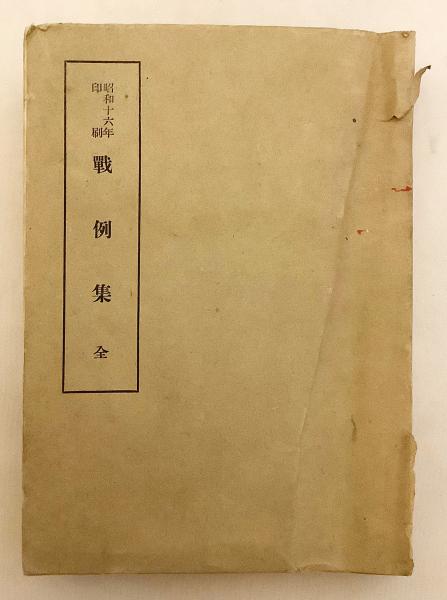 昭和十六年
印刷
戰例集 全